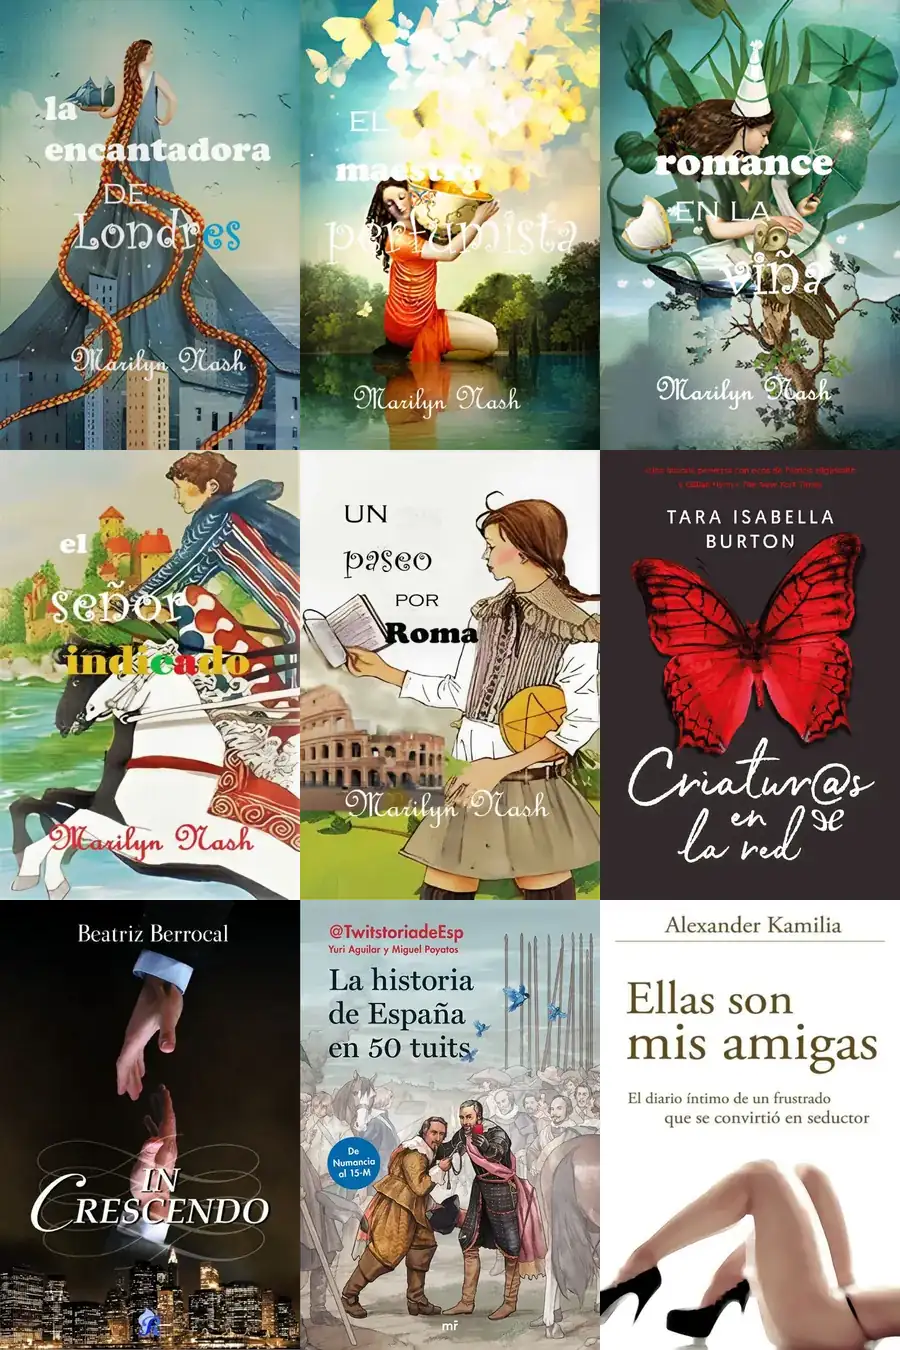 la
encantadora
DE
Londres
Marilyn Nash
EL
maestro
perfumista
Marilyn Nash
romance
EN LA
viña
Marilyn Nash
el
señor
indicado
Marilyn Nash
UN
paseo
POR
Roma
Marilyn Nash
TARA ISABELLA
BURTON
Criatur@s
en
la red
Beatriz Berrocal
IN
CRESCENDO
@TwitstoriadeEsp
Yuri Aguilar y Miguel Poyatos
La historia
de España
en 50 tuits
De
Numancia
al 15-M
mr
Alexander Kamilia
Ellas son
mis amigas
El diario íntimo de un frustrado
que se convirtió en seductor